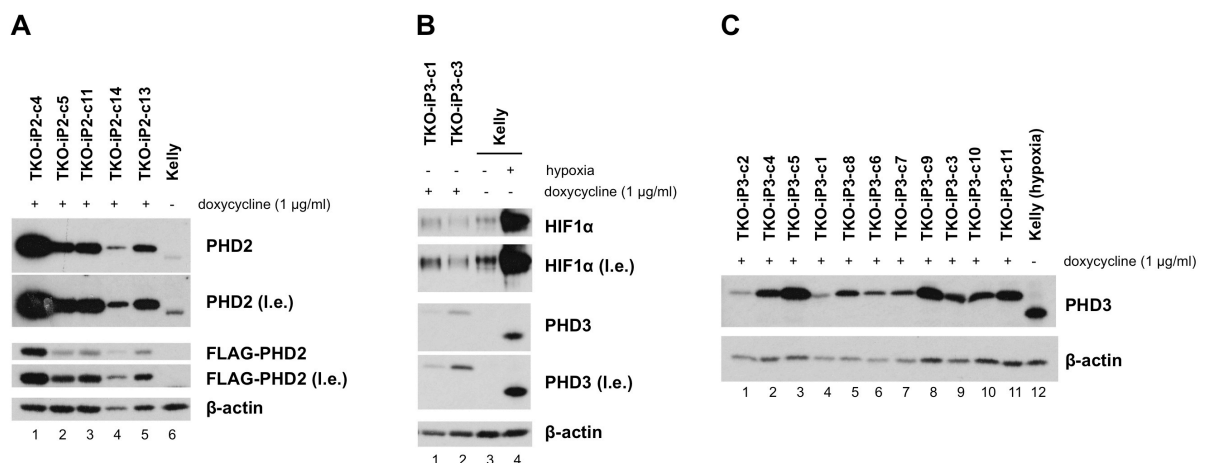 A
TKO-iP2-c4
TKO-iP2-c5
TKO-iP2-c11
TKO-iP2-c14
TKO-iP2-c13
Kelly
+ + + + + - doxycycline (1 µg/ml)
PHD2
PHD2 (l.e.)
FLAG-PHD2
FLAG-PHD2 (l.e.)
β-actin
1 2 3 4 5 6
B
TKO-iP3-c1
TKO-iP3-c3
Kelly
- - - + hypoxia
+ + - - doxycycline (1 µg/ml)
HIF1α
HIF1α (l.e.)
PHD3
PHD3 (l.e.)
β-actin
1 2 3 4
C
TKO-iP3-c2
TKO-iP3-c4
TKO-iP3-c5
TKO-iP3-c1
TKO-iP3-c8
TKO-iP3-c6
TKO-iP3-c7
TKO-iP3-c9
TKO-iP3-c3
TKO-iP3-c10
TKO-iP3-c11
Kelly (hypoxia)
+ + + + + + + + + + + - doxycycline (1 µg/ml)
PHD3
β-actin
1 2 3 4 5 6 7 8 9 10 11 12